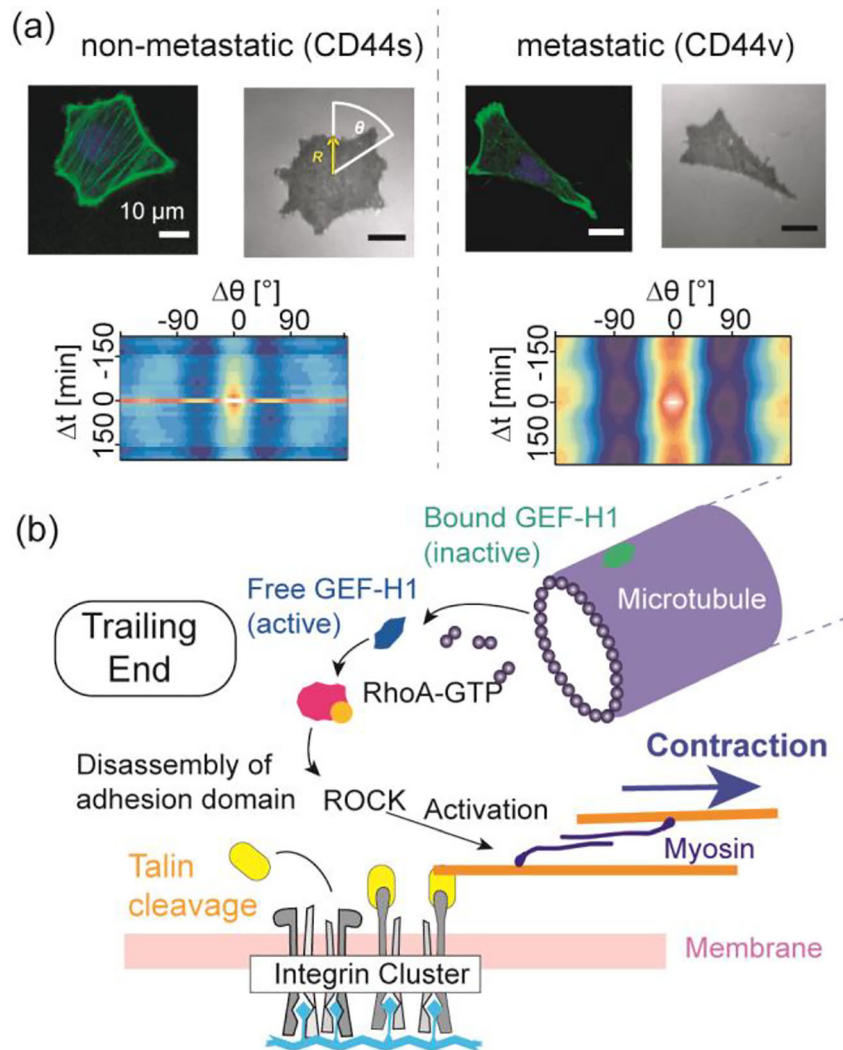 (a)
non-metastatic (CD44s)
metastatic (CD44v)
θ
R
10 μm
Δθ [°]
-90 0 90
Δt [min]
-150
0
150
Δθ [°]
-90 0 90
Δt [min]
-150
0
150
(b)
Bound GEF-H1
(inactive)
Free GEF-H1
(active)
Microtubule
Trailing
End
RhoA-GTP
Contraction
Disassembly of
adhesion domain
ROCK
Activation
Myosin
Talin
cleavage
Membrane
Integrin Cluster